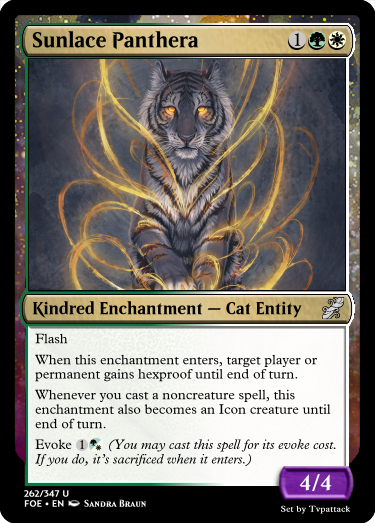 Sunlace Panthera 1
Kindred Enchantment — Cat Entity
Flash
When this enchantment enters, target player or
permanent gains hexproof until end of turn.
Whenever you cast a noncreature spell, this
enchantment also becomes an Icon creature until
end of turn.
Evoke 1 (You may cast this spell for its evoke cost.
If you do, it's sacrificed when it enters.)
4/4
262/347 U
FOE • EN Sandra Braun
Set by Tvpattack